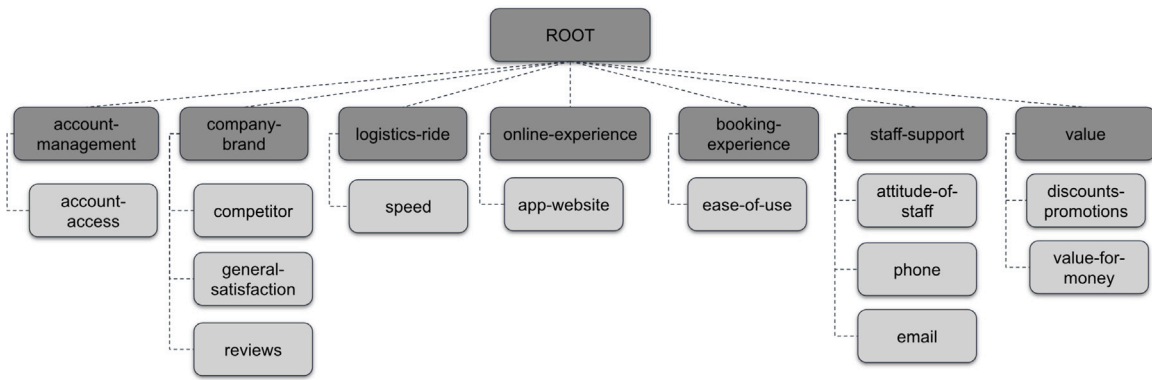 ROOT
account-
management
company-
brand
logistics-ride
online-experience
booking-
experience
staff-support
value
account-
access
competitor
speed
app-website
ease-of-use
attitude-of-
staff
discounts-
promotions
general-
satisfaction
phone
value-for-
money
reviews
email